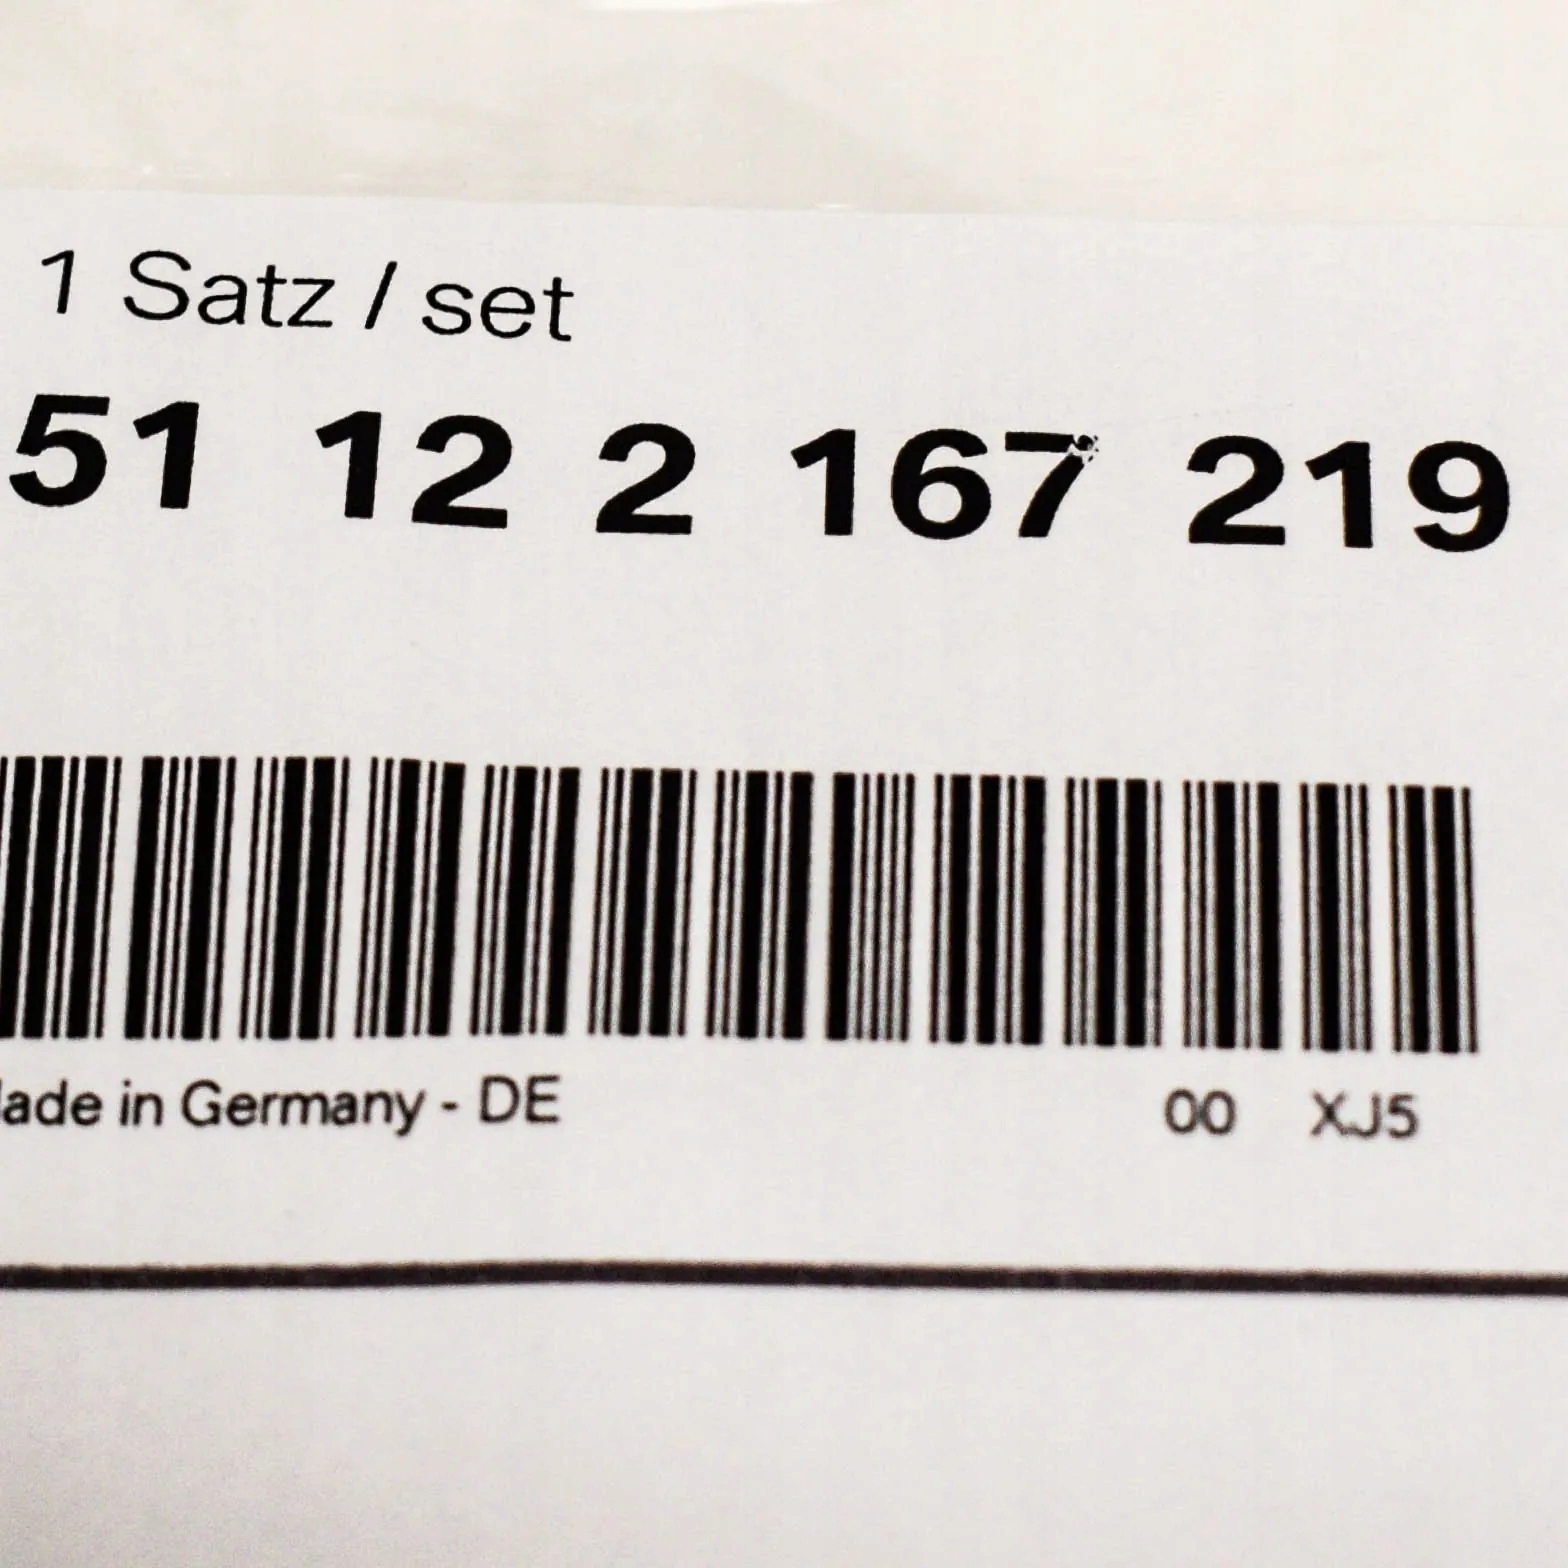 1 Satz / set
51 12 2 167 219
ade in Germany - DE 00 XJ5